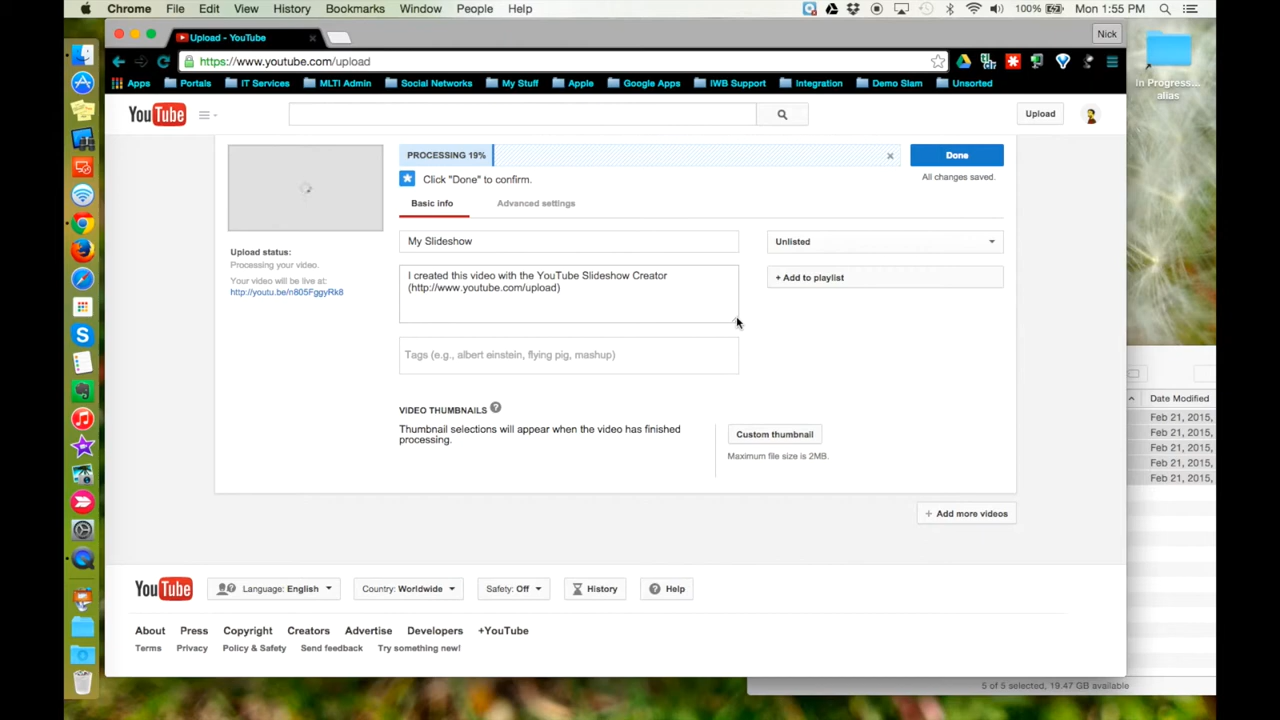 Chrome File Edit View History Bookmarks Window People Help 100% Mon 1:55 PM
Upload - YouTube Nick
https://www.youtube.com/upload
Apps Portals IT Services MLTI Admin Social Networks My Stuff Apple Google Apps IWB Support Integration Demo Slam Unsorted
In Progress...
alias
YouTube Upload
PROCESSING 19% Done
Click "Done" to confirm. All changes saved.
Basic info Advanced settings
My Slideshow Unlisted
Upload status:
Processing your video.
Your video will be live at:
http://youtu.be/n805FggyRk8
I created this video with the YouTube Slideshow Creator
(http://www.youtube.com/upload)
+ Add to playlist
Tags (e.g., albert einstein, flying pig, mashup)
VIDEO THUMBNAILS ?
Thumbnail selections will appear when the video has finished
processing.
Custom thumbnail
Maximum file size is 2MB.
+ Add more videos
Date Modified
Feb 21, 2015,
Feb 21, 2015,
Feb 21, 2015,
Feb 21, 2015,
Feb 21, 2015,
YouTube Language: English Country: Worldwide Safety: Off History Help
About Press Copyright Creators Advertise Developers +YouTube
Terms Privacy Policy & Safety Send feedback Try something new!
5 of 5 selected, 19.47 GB available